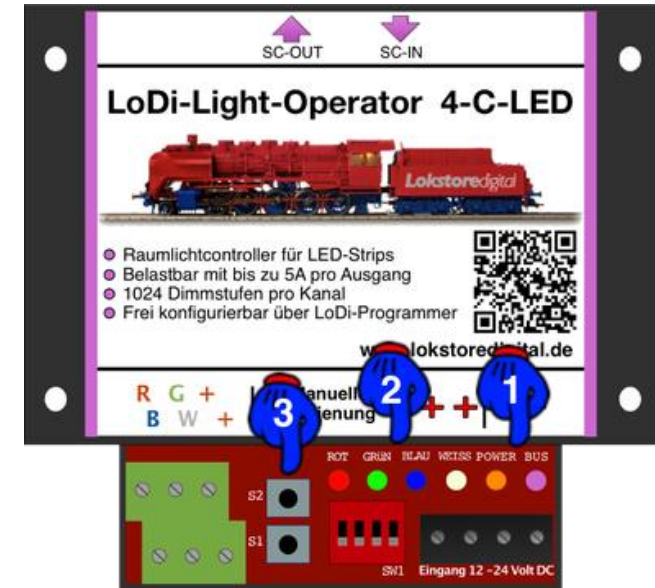 SC-OUT SC-IN
LoDi-Light-Operator 4-C-LED
Lokstoredigital
Raumlichtcontroller für LED-Strips
Belastbar mit bis zu 5A pro Ausgang
1024 Dimmstufen pro Kanal
Frei konfigurierbar über LoDi-Programmer
lokstoredigital.de
R G +
B W +
3 2 1
+ +
ROT GRÜN BLAU WEISS POWER BUS
S2
S1
SW1 Eingang 12 -24 Volt DC